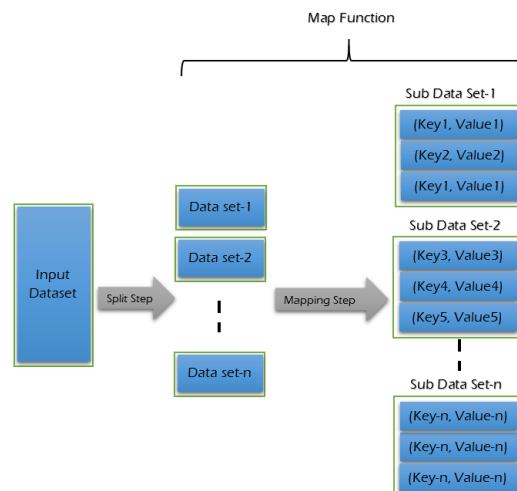 Map Function
Sub Data Set-1
(Key1, Value1)
(Key2, Value2)
(Key1, Value1)
Input
Dataset
Split Step
Data set-1
Data set-2
Data set-n
Mapping Step
Sub Data Set-2
(Key3, Value3)
(Key4, Value4)
(Key5, Value5)
Sub Data Set-n
(Key-n, Value-n)
(Key-n, Value-n)
(Key-n, Value-n)